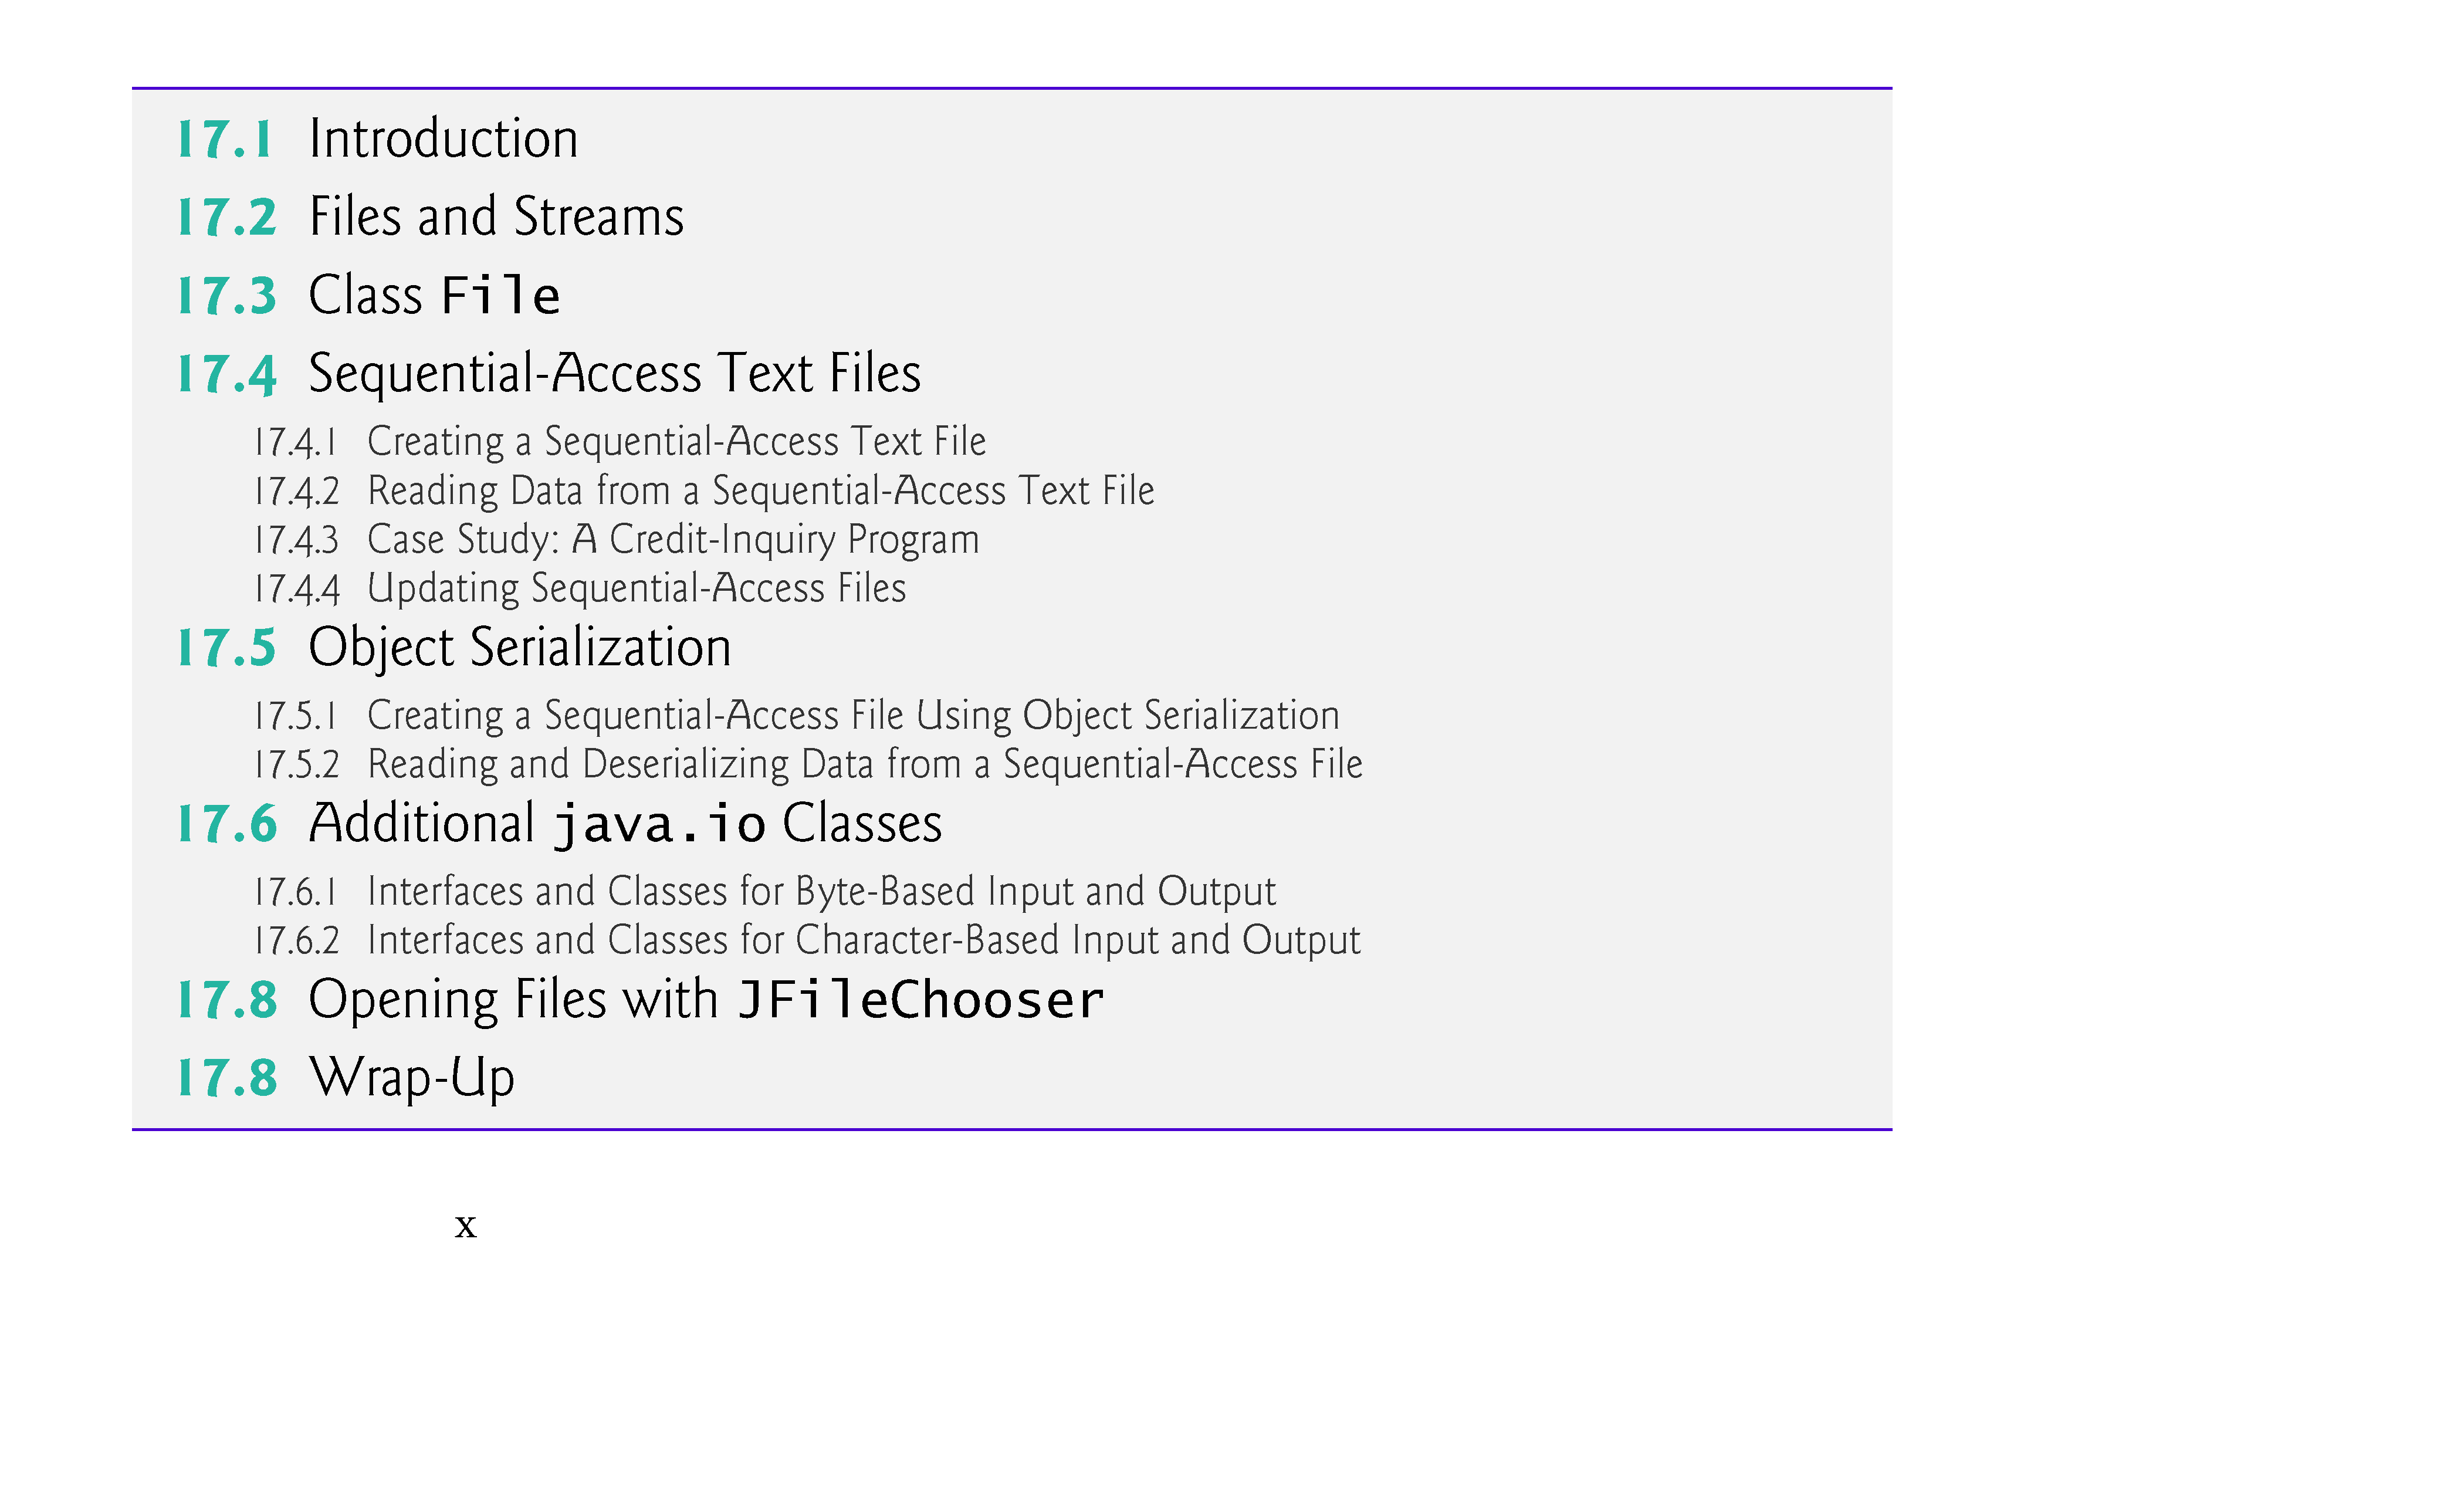 17.1 Introduction
17.2 Files and Streams
17.3 Class File
17.4 Sequential-Access Text Files
17.4.1 Creating a Sequential-Access Text File
17.4.2 Reading Data from a Sequential-Access Text File
17.4.3 Case Study: A Credit-Inquiry Program
17.4.4 Updating Sequential-Access Files
17.5 Object Serialization
17.5.1 Creating a Sequential-Access File Using Object Serialization
17.5.2 Reading and Deserializing Data from a Sequential-Access File
17.6 Additional java.io Classes
17.6.1 Interfaces and Classes for Byte-Based Input and Output
17.6.2 Interfaces and Classes for Character-Based Input and Output
17.8 Opening Files with JFileChooser
17.8 Wrap-Up
x